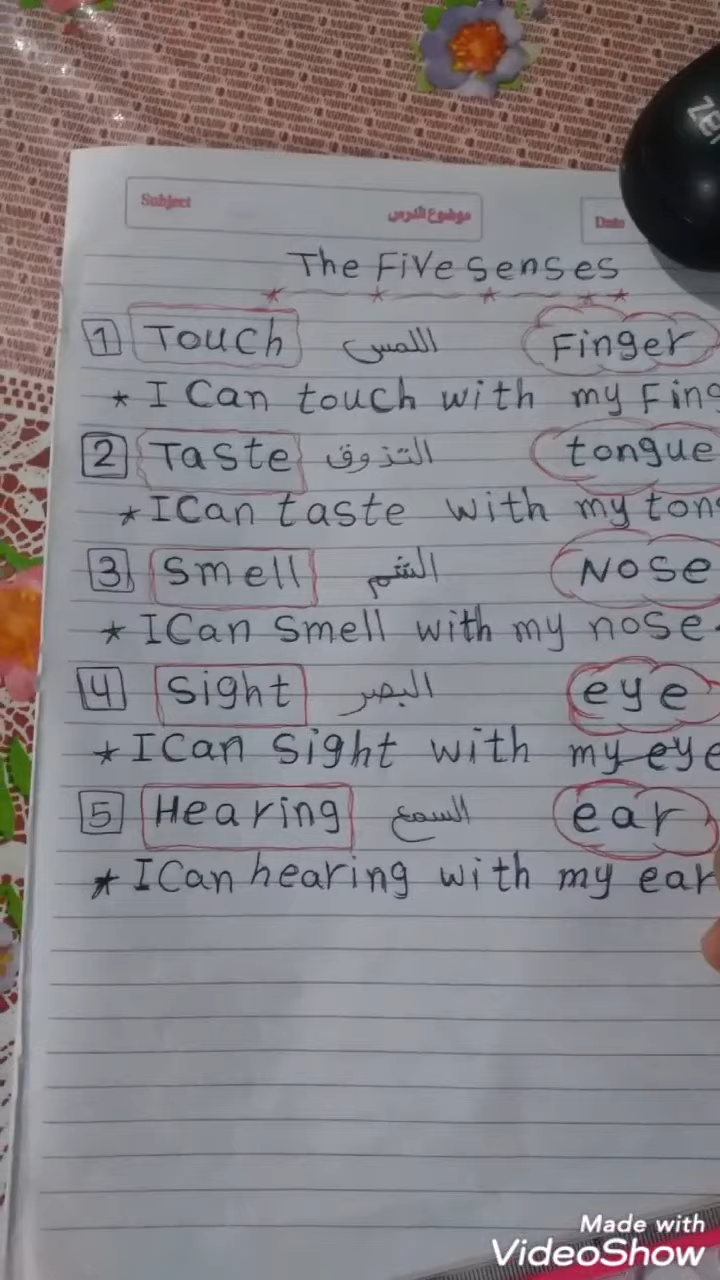 Subject موضوع الدرس Date
The Five Senses
1 Touch اللمس Finger
* I Can touch with my Fing
2 Taste التذوق tongue
* I Can taste with my ton
3 Smell الشم Nose
* I Can Smell with my nose.
4 Sight البصر eye
* I Can Sight with my eye
5 Hearing السمع ear
* I Can hearing with my ear
Made with
VideoShow